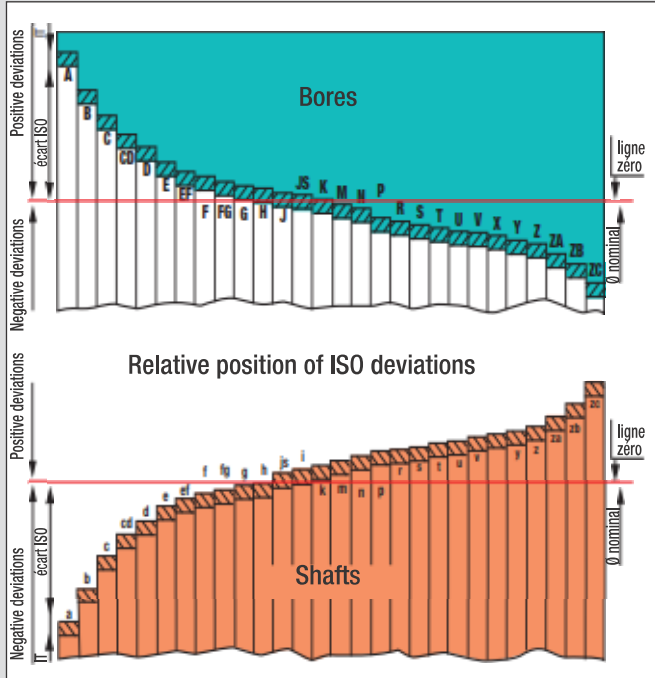 IT
Positive deviations
écart ISO
Negative deviations
Bores
A
B
C
CD
D
E
EF
F
FG
G
H
J
JS
K
M
N
P
R
S
T
U
V
X
Y
Z
ZA
ZB
ZC
ligne
zéro
Ø nominal
Relative position of ISO deviations
Positive deviations
Negative deviations
écart ISO
IT
a
b
c
cd
d
e
ef
f
fg
g
h
js
i
k
m
n
p
r
s
t
u
v
y
z
za
zb
zc
ligne
zéro
Ø nominal
Shafts